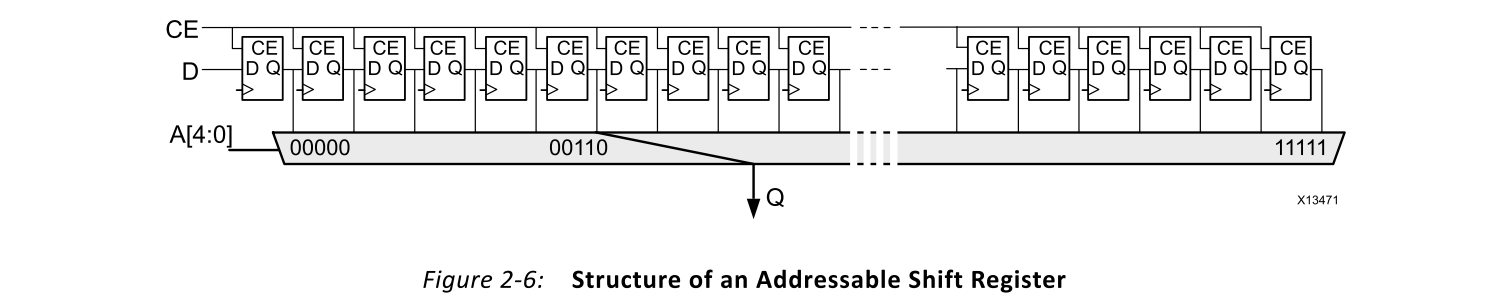 CE
CE CE CE CE CE CE CE CE CE CE CE CE CE CE CE CE
D
D Q D Q D Q D Q D Q D Q D Q D Q D Q D Q D Q D Q D Q D Q D Q D Q
A[4:0]
00000 00110 11111
Q
X13471
Figure 2-6: Structure of an Addressable Shift Register